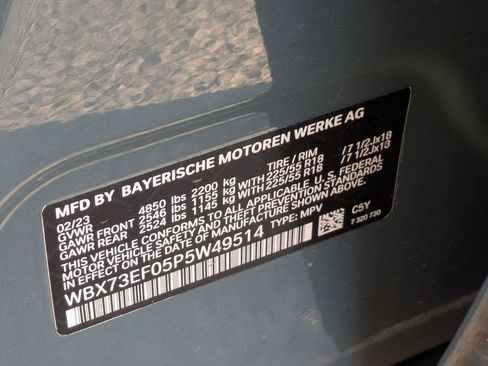 MFD BY BAYERISCHE MOTOREN WERKE AG
02/23 TIRE / RIM
GVWR 4850 lbs 2200 kg
GAWR FRONT 2546 lbs 1155 kg 225/55 R18 /7 1/2Jx18
GAWR REAR 2524 lbs 1145 kg 225/55 R18 /7 1/2Jx18
THIS VEHICLE CONFORMS TO ALL APPLICABLE U.S. FEDERAL
MOTOR VEHICLE SAFETY, BUMPER, AND THEFT PREVENTION STANDARDS
IN EFFECT ON THE DATE OF MANUFACTURE SHOWN ABOVE.
WBX73EF05P5W49514 TYPE: MPV C5Y
7 320 730